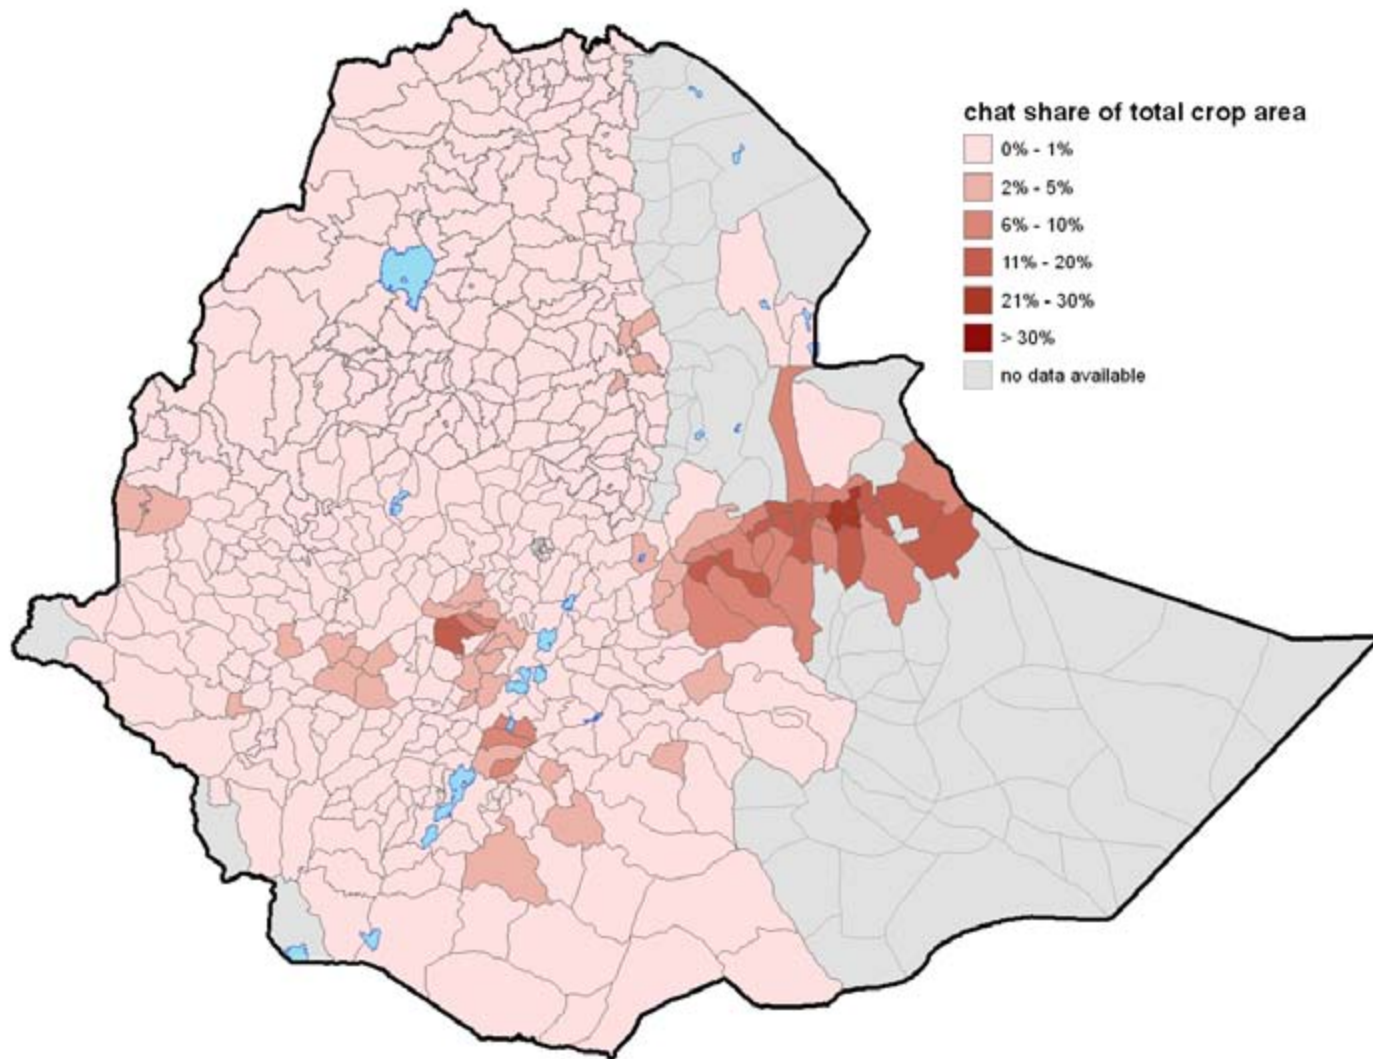 chat share of total crop area
0% - 1%
2% - 5%
6% - 10%
11% - 20%
21% - 30%
> 30%
no data available